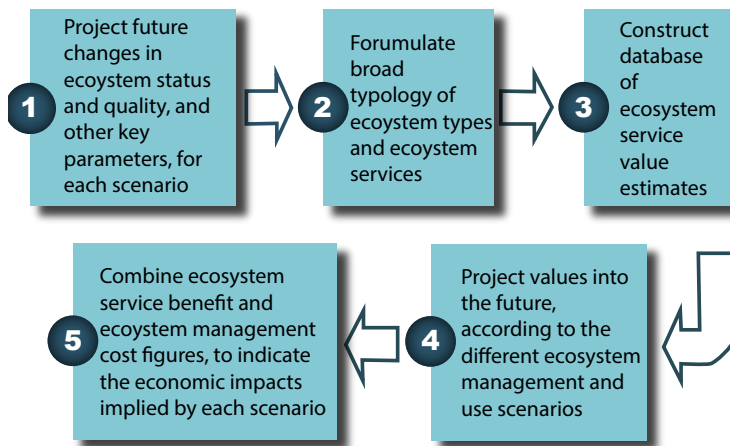 1
Project future
changes in
ecoystem status
and quality, and
other key
parameters, for
each scenario
2
Forumulate
broad
typology of
ecoystem types
and ecoystem
services
3
Construct
database
of
ecosystem
service
value
estimates
4
Project values into
the future,
according to the
different ecosystem
management and
use scenarios
5
Combine ecosystem
service benefit and
ecoystem management
cost figures, to indicate
the economic impacts
implied by each scenario